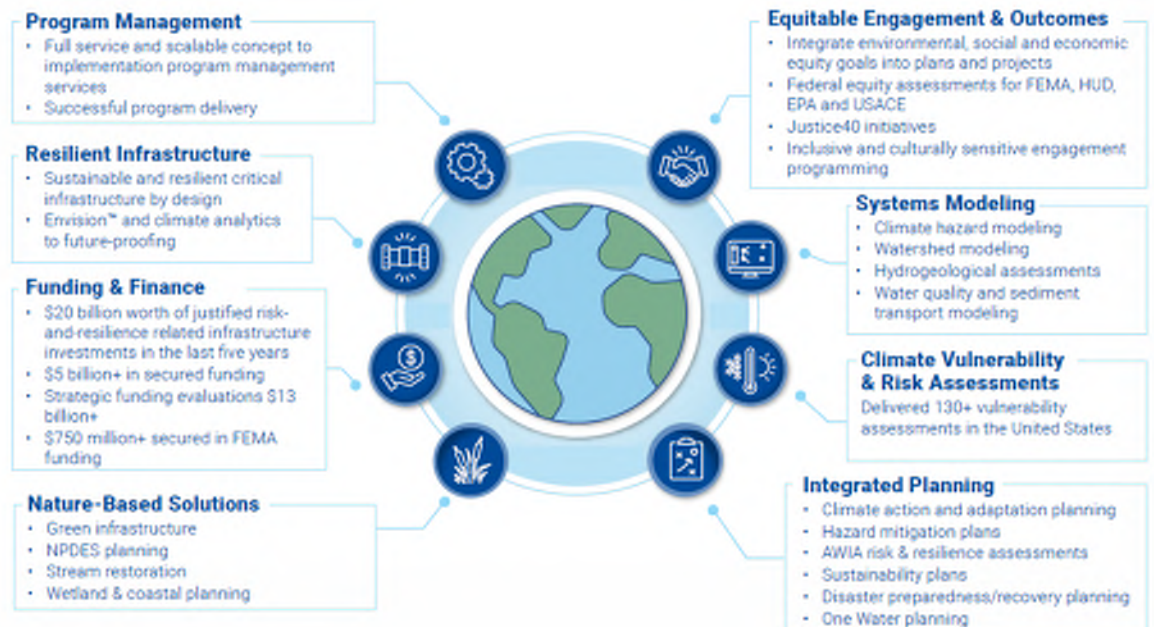 Program Management
• Full service and scalable concept to
implementation program management
services
• Successful program delivery
Resilient Infrastructure
• Sustainable and resilient critical
infrastructure by design
• Envision™ and climate analytics
to future-proofing
Funding & Finance
• $20 billion worth of justified risk-
and-resilience related infrastructure
investments in the last five years
• $5 billion+ in secured funding
• Strategic funding evaluations $13
billion+
• $750 million+ secured in FEMA
funding
Nature-Based Solutions
• Green infrastructure
• NPDES planning
• Stream restoration
• Wetland & coastal planning
Equitable Engagement & Outcomes
• Integrate environmental, social and economic
equity goals into plans and projects
• Federal equity assessments for FEMA, HUD,
EPA and USACE
• Justice40 initiatives
• Inclusive and culturally sensitive engagement
programming
Systems Modeling
• Climate hazard modeling
• Watershed modeling
• Hydrogeological assessments
• Water quality and sediment
transport modeling
Climate Vulnerability
& Risk Assessments
Delivered 130+ vulnerability
assessments in the United States
Integrated Planning
• Climate action and adaptation planning
• Hazard mitigation plans
• AWIA risk & resilience assessments
• Sustainability plans
• Disaster preparedness/recovery planning
• One Water planning
$